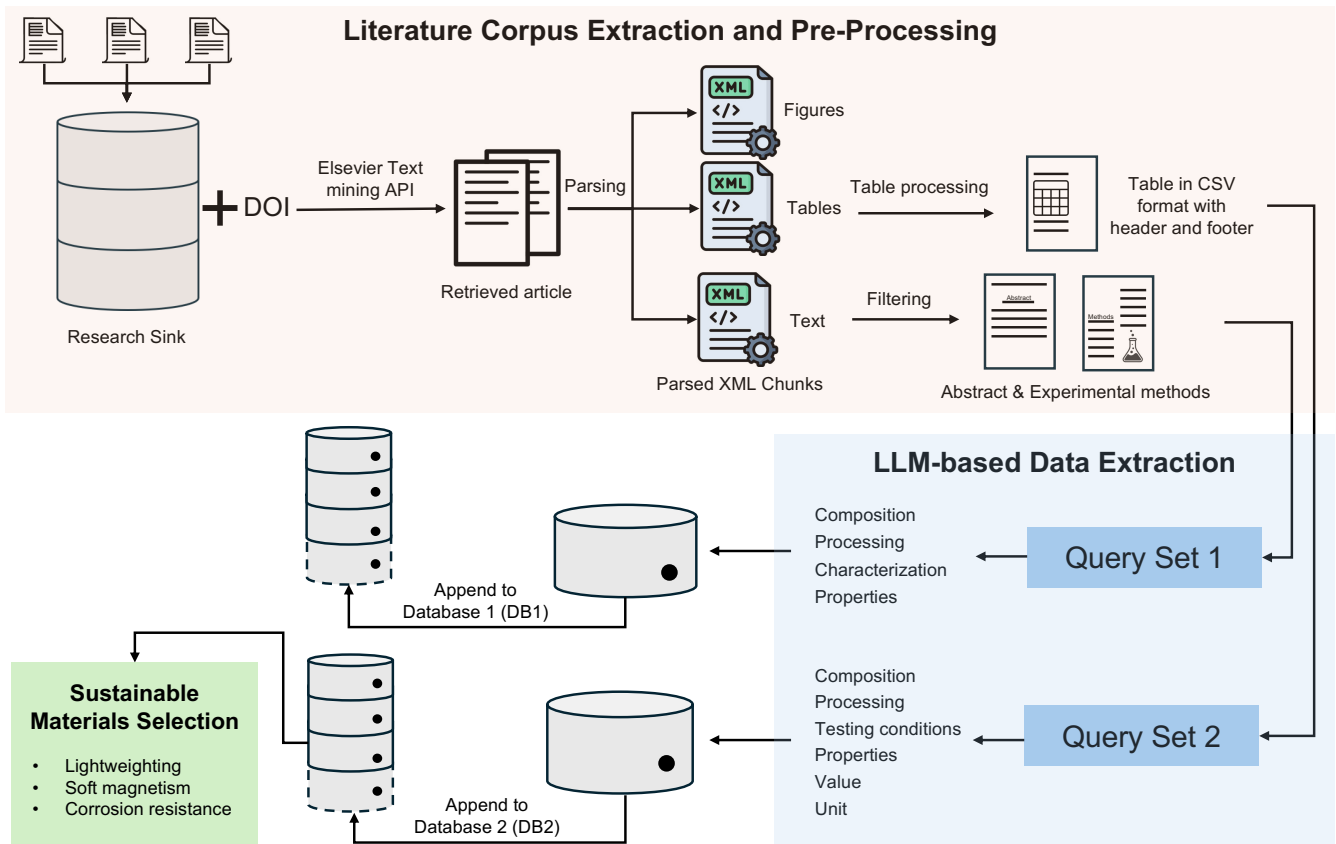 Literature Corpus Extraction and Pre-Processing
XML
</>
Figures
Elsevier Text
mining API
Parsing
DOI
XML
</>
Tables
Table processing
Table in CSV
format with
header and footer
Retrieved article
Research Sink
XML
</>
Text
Filtering
Abstract
Methods
Parsed XML Chunks
Abstract & Experimental methods
LLM-based Data Extraction
Composition
Processing
Characterization
Properties
Query Set 1
Append to
Database 1 (DB1)
Composition
Processing
Testing conditions
Properties
Value
Unit
Query Set 2
Append to
Database 2 (DB2)
Sustainable
Materials Selection
• Lightweighting
• Soft magnetism
• Corrosion resistance